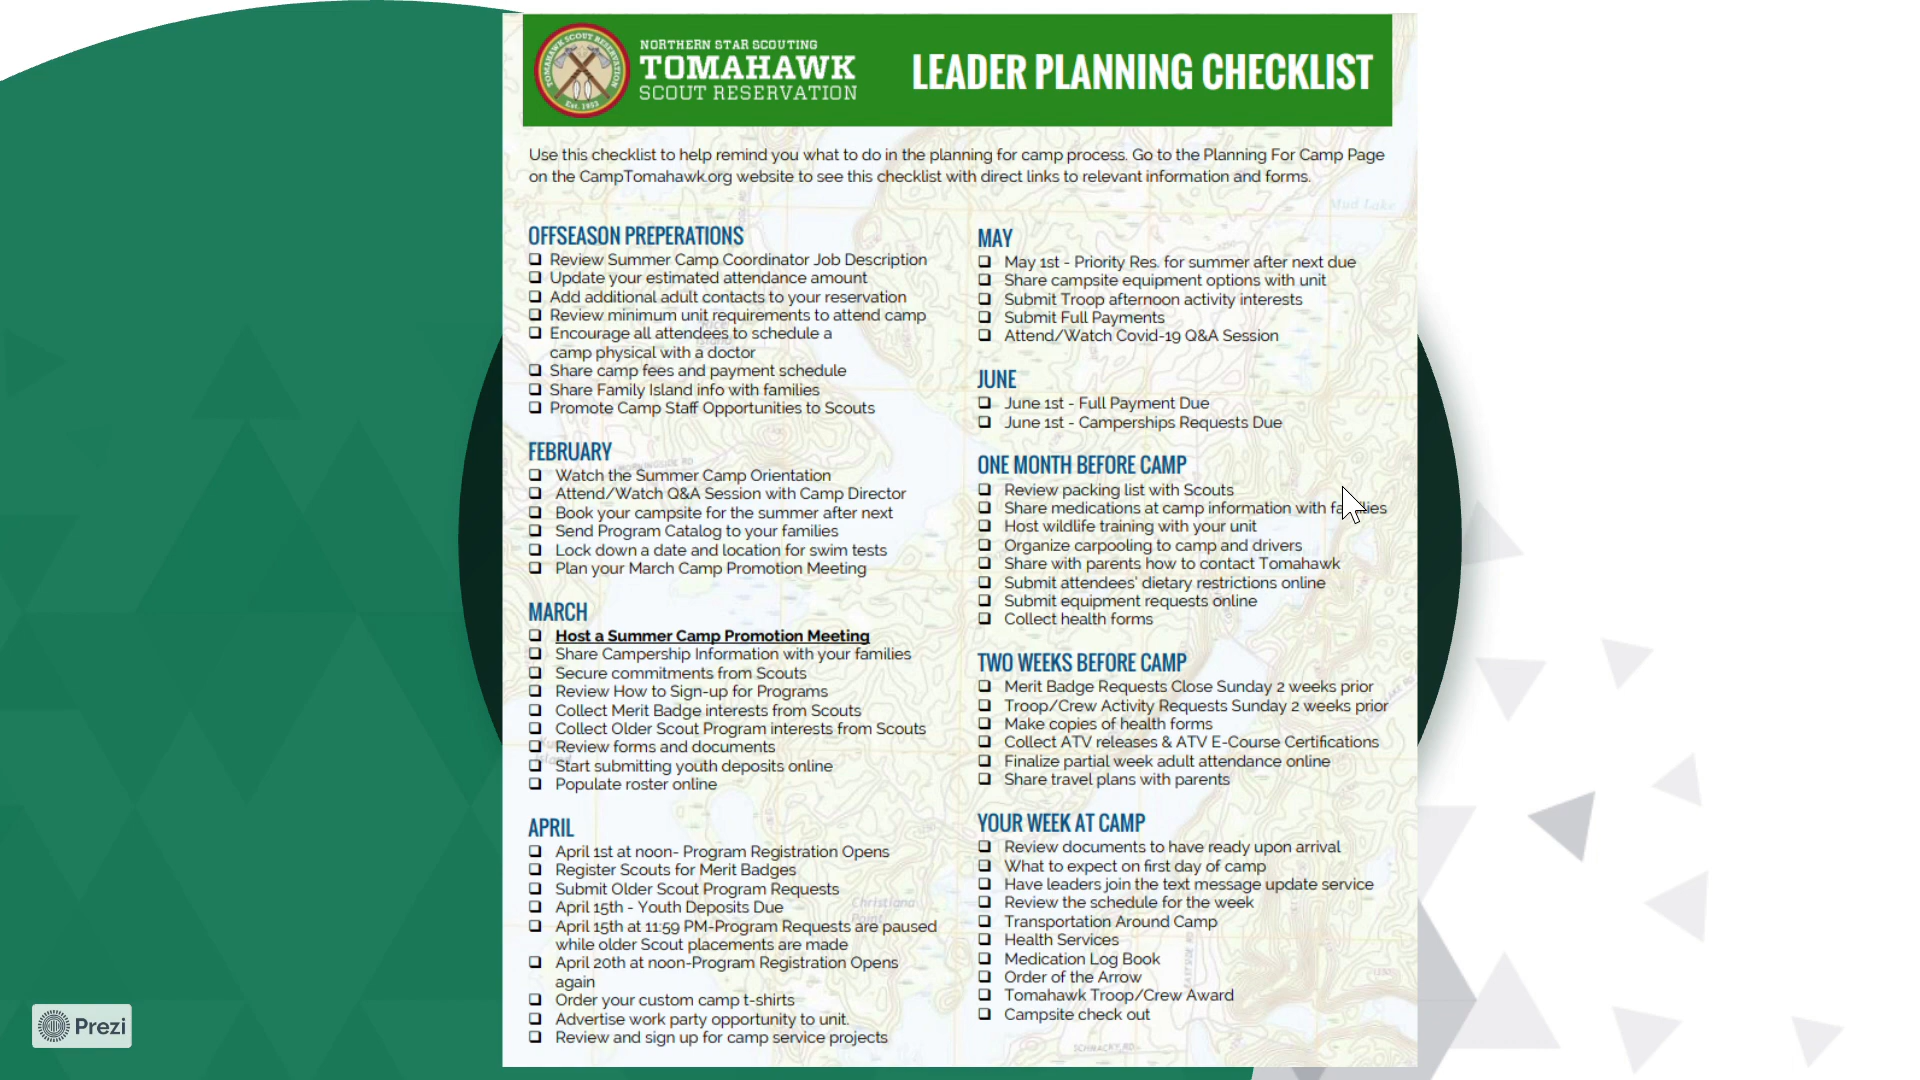 NORTHERN STAR SCOUTING
TOMAHAWK
SCOUT RESERVATION
TOMAHAWK SCOUT RESERVATION
Est. 1952
LEADER PLANNING CHECKLIST
Use this checklist to help remind you what to do in the planning for camp process. Go to the Planning For Camp Page
on the CampTomahawk.org website to see this checklist with direct links to relevant information and forms.
OFFSEASON PREPERATIONS
Review Summer Camp Coordinator Job Description
Update your estimated attendance amount
Add additional adult contacts to your reservation
Review minimum unit requirements to attend camp
Encourage all attendees to schedule a
camp physical with a doctor
Share camp fees and payment schedule
Share Family Island info with families
Promote Camp Staff Opportunities to Scouts
FEBRUARY
Watch the Summer Camp Orientation
Attend/Watch Q&A Session with Camp Director
Book your campsite for the summer after next
Send Program Catalog to your families
Lock down a date and location for swim tests
Plan your March Camp Promotion Meeting
MARCH
Host a Summer Camp Promotion Meeting
Share Campership Information with your families
Secure commitments from Scouts
Review How to Sign-up for Programs
Collect Merit Badge interests from Scouts
Collect Older Scout Program interests from Scouts
Review forms and documents
Start submitting youth deposits online
Populate roster online
APRIL
April 1st at noon- Program Registration Opens
Register Scouts for Merit Badges
Submit Older Scout Program Requests
April 15th - Youth Deposits Due
April 15th at 11:59 PM-Program Requests are paused
while older Scout placements are made
April 20th at noon-Program Registration Opens
again
Order your custom camp t-shirts
Advertise work party opportunity to unit.
Review and sign up for camp service projects
MAY
May 1st - Priority Res. for summer after next due
Share campsite equipment options with unit
Submit Troop afternoon activity interests
Submit Full Payments
Attend/Watch Covid-19 Q&A Session
JUNE
June 1st - Full Payment Due
June 1st - Camperships Requests Due
ONE MONTH BEFORE CAMP
Review packing list with Scouts
Share medications at camp information with families
Host wildlife training with your unit
Organize carpooling to camp and drivers
Share with parents how to contact Tomahawk
Submit attendees' dietary restrictions online
Submit equipment requests online
Collect health forms
TWO WEEKS BEFORE CAMP
Merit Badge Requests Close Sunday 2 weeks prior
Troop/Crew Activity Requests Sunday 2 weeks prior
Make copies of health forms
Collect ATV releases & ATV E-Course Certifications
Finalize partial week adult attendance online
Share travel plans with parents
YOUR WEEK AT CAMP
Review documents to have ready upon arrival
What to expect on first day of camp
Have leaders join the text message update service
Review the schedule for the week
Transportation Around Camp
Health Services
Medication Log Book
Order of the Arrow
Tomahawk Troop/Crew Award
Campsite check out
Mud Lake
Christiana
Point
Prezi